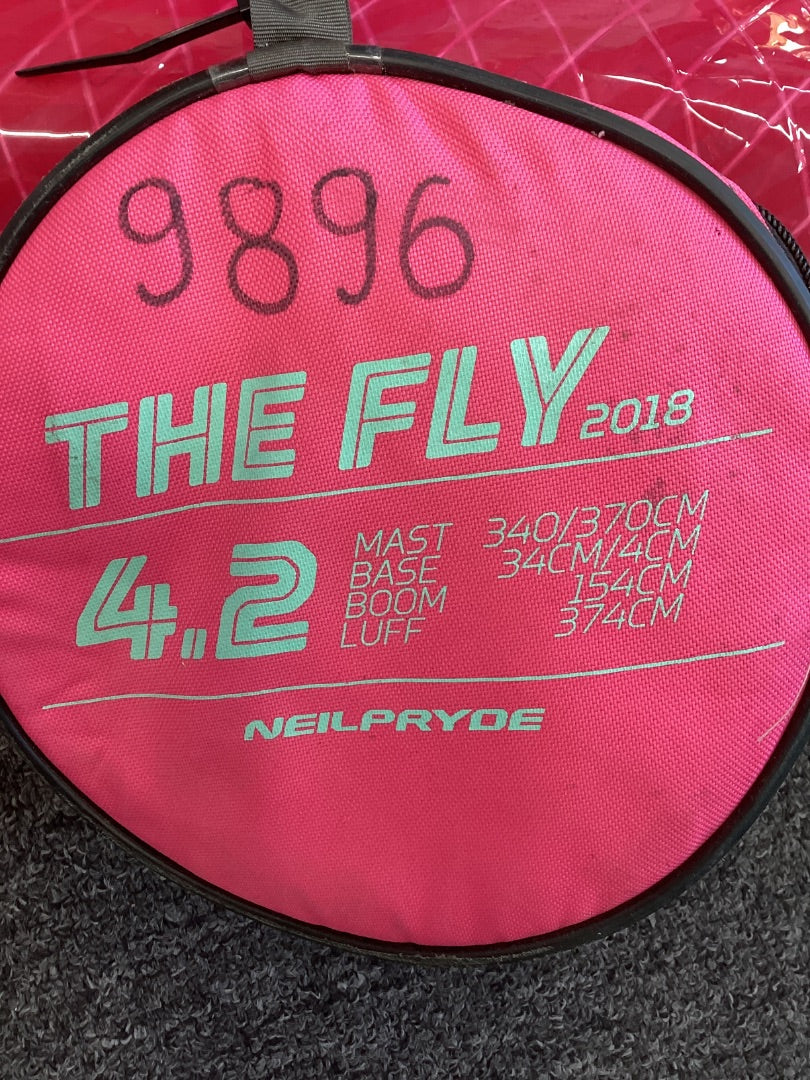 9896
THE FLY 2018
4.2
MAST 340/370CM
BASE 34CM/4CM
BOOM 154CM
LUFF 374CM
NEILPRYDE